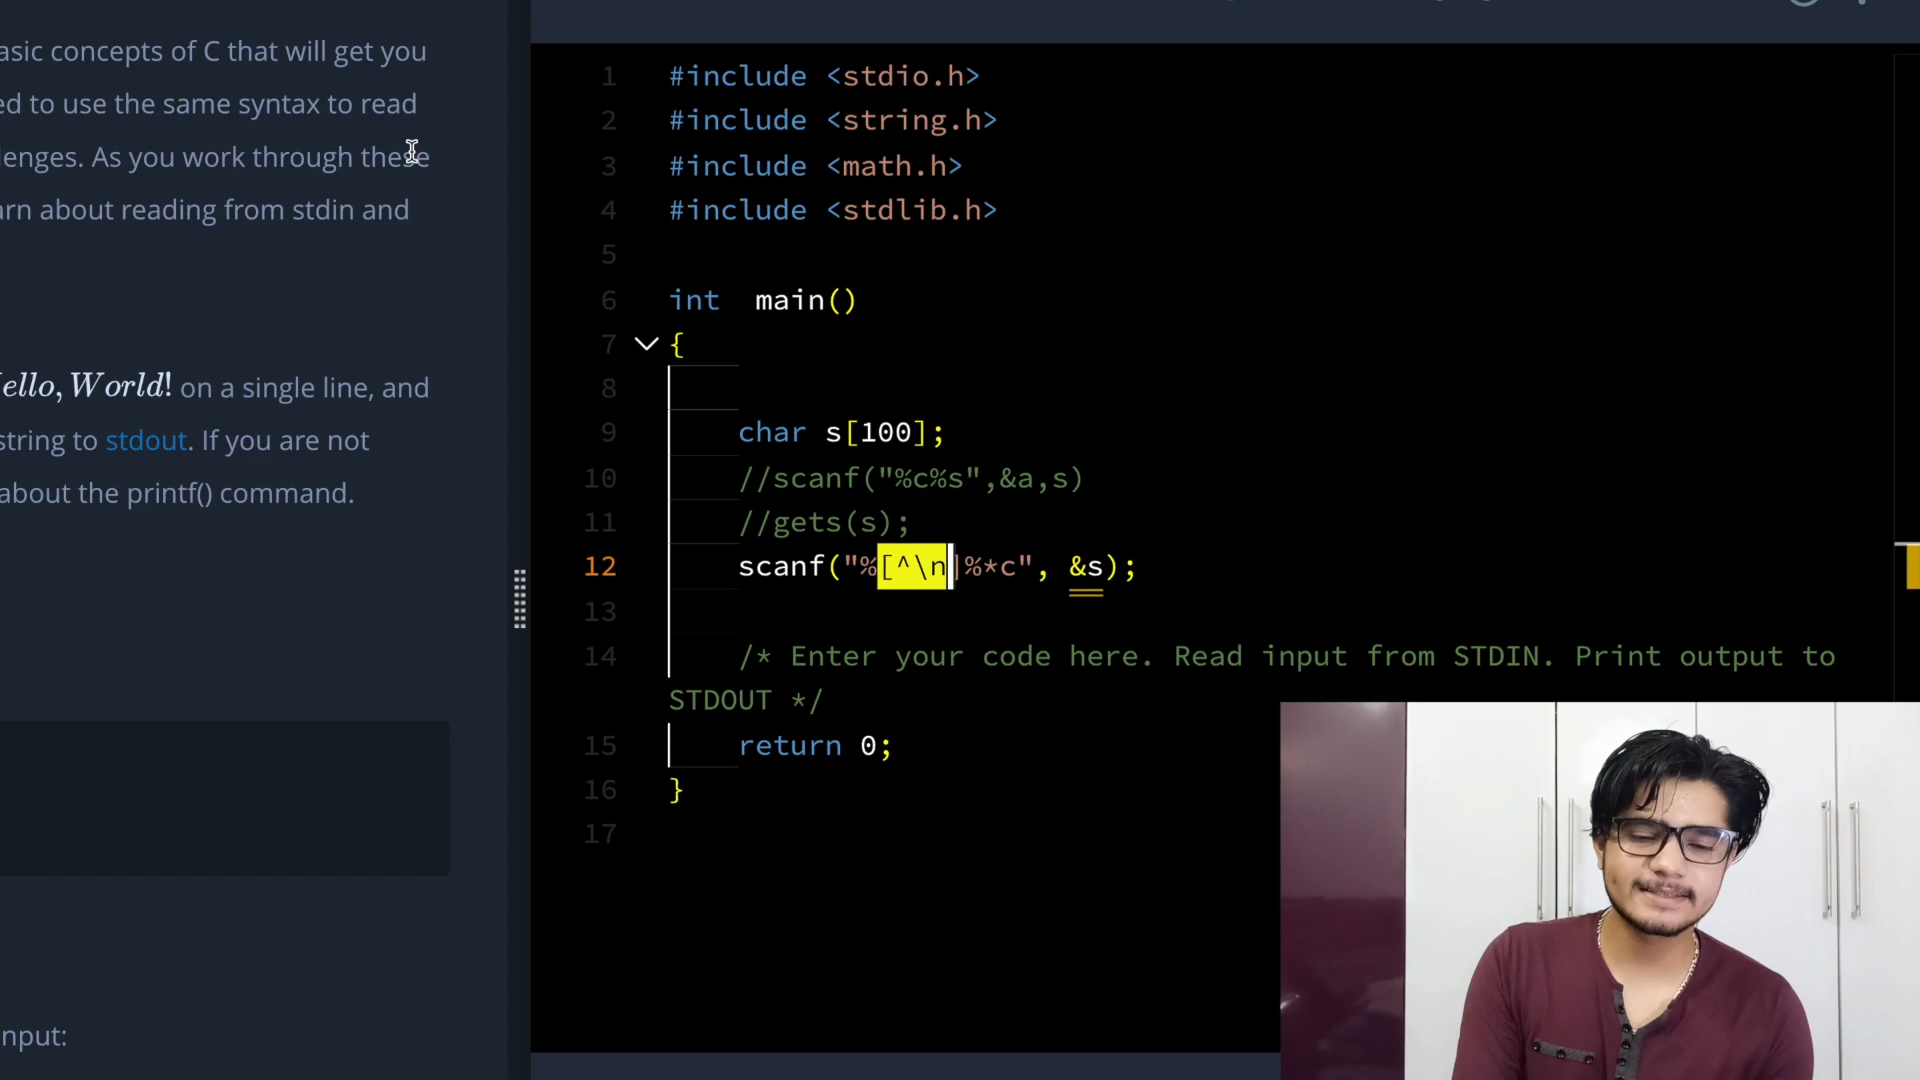 asic concepts of C that will get you
ed to use the same syntax to read
lenges. As you work through these
arn about reading from stdin and
ello, World! on a single line, and
string to stdout. If you are not
about the printf() command.
nput:
1 #include <stdio.h>
2 #include <string.h>
3 #include <math.h>
4 #include <stdlib.h>
5
6 int main()
7 {
8
9 char s[100];
10 //scanf("%c%s",&a,s)
11 //gets(s);
12 scanf("%[^\n]%*c", &s);
13
14 /* Enter your code here. Read input from STDIN. Print output to
STDOUT */
15 return 0;
16 }
17